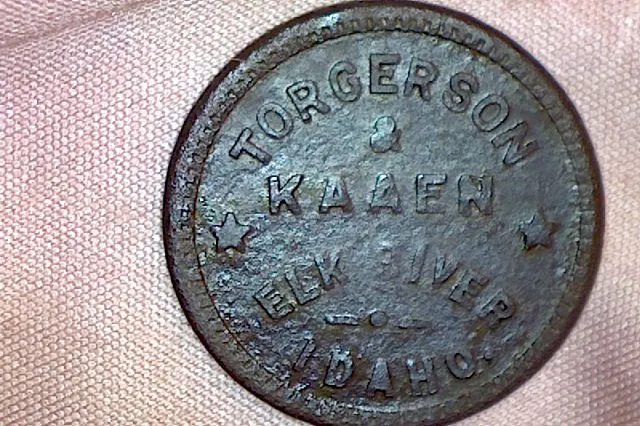 TORGERSON
&
KAAEN
ELK RIVER
IDAHO.